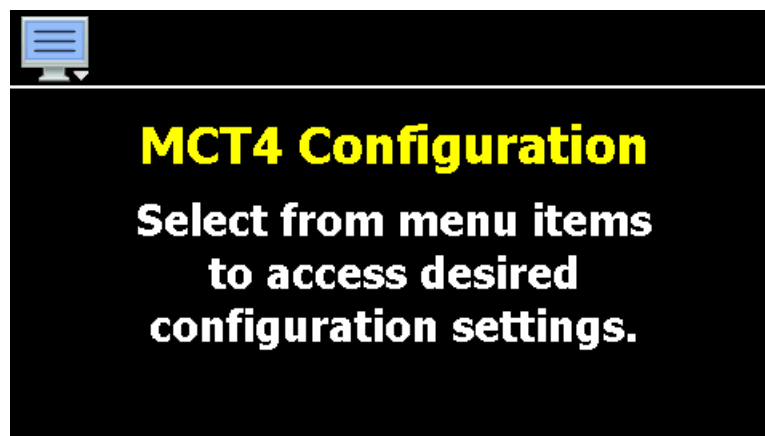 MCT4 Configuration
Select from menu items
to access desired
configuration settings.